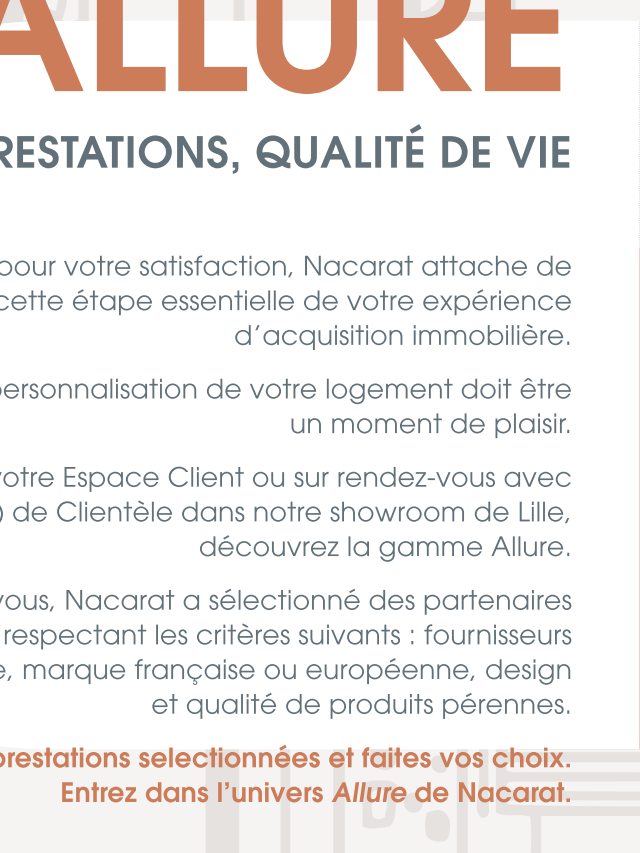 ALLURE
RESTATIONS, QUALITÉ DE VIE
pour votre satisfaction, Nacarat attache de
cette étape essentielle de votre expérience
d’acquisition immobilière.
personnalisation de votre logement doit être
un moment de plaisir.
votre Espace Client ou sur rendez-vous avec
) de Clientèle dans notre showroom de Lille,
découvrez la gamme Allure.
vous, Nacarat a sélectionné des partenaires
respectant les critères suivants : fournisseurs
e, marque française ou européenne, design
et qualité de produits pérennes.
prestations selectionnées et faites vos choix.
Entrez dans l’univers Allure de Nacarat.